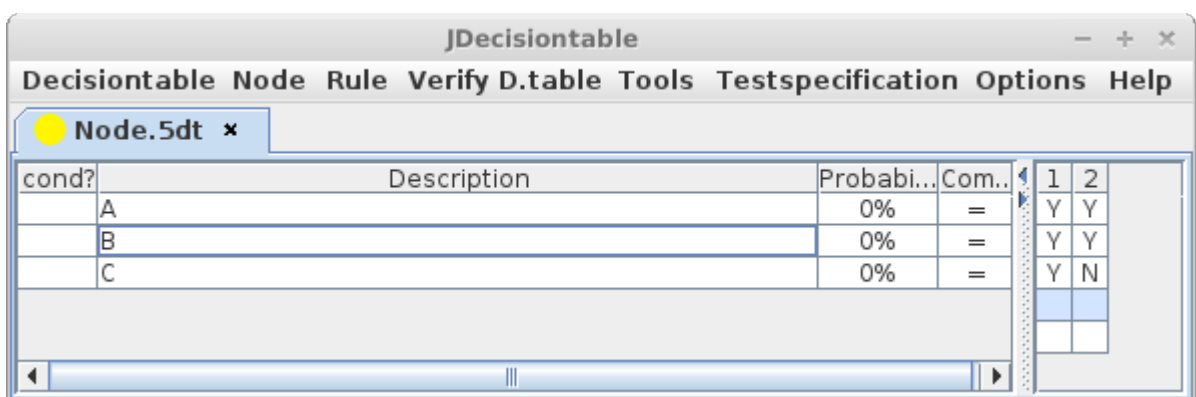 JDecisiontable
Decisiontable Node Rule Verify D.table Tools Testspecification Options Help
Node.5dt
cond? Description Probabi... Com... 1 2
A 0% = Y Y
B 0% = Y Y
C 0% = Y N